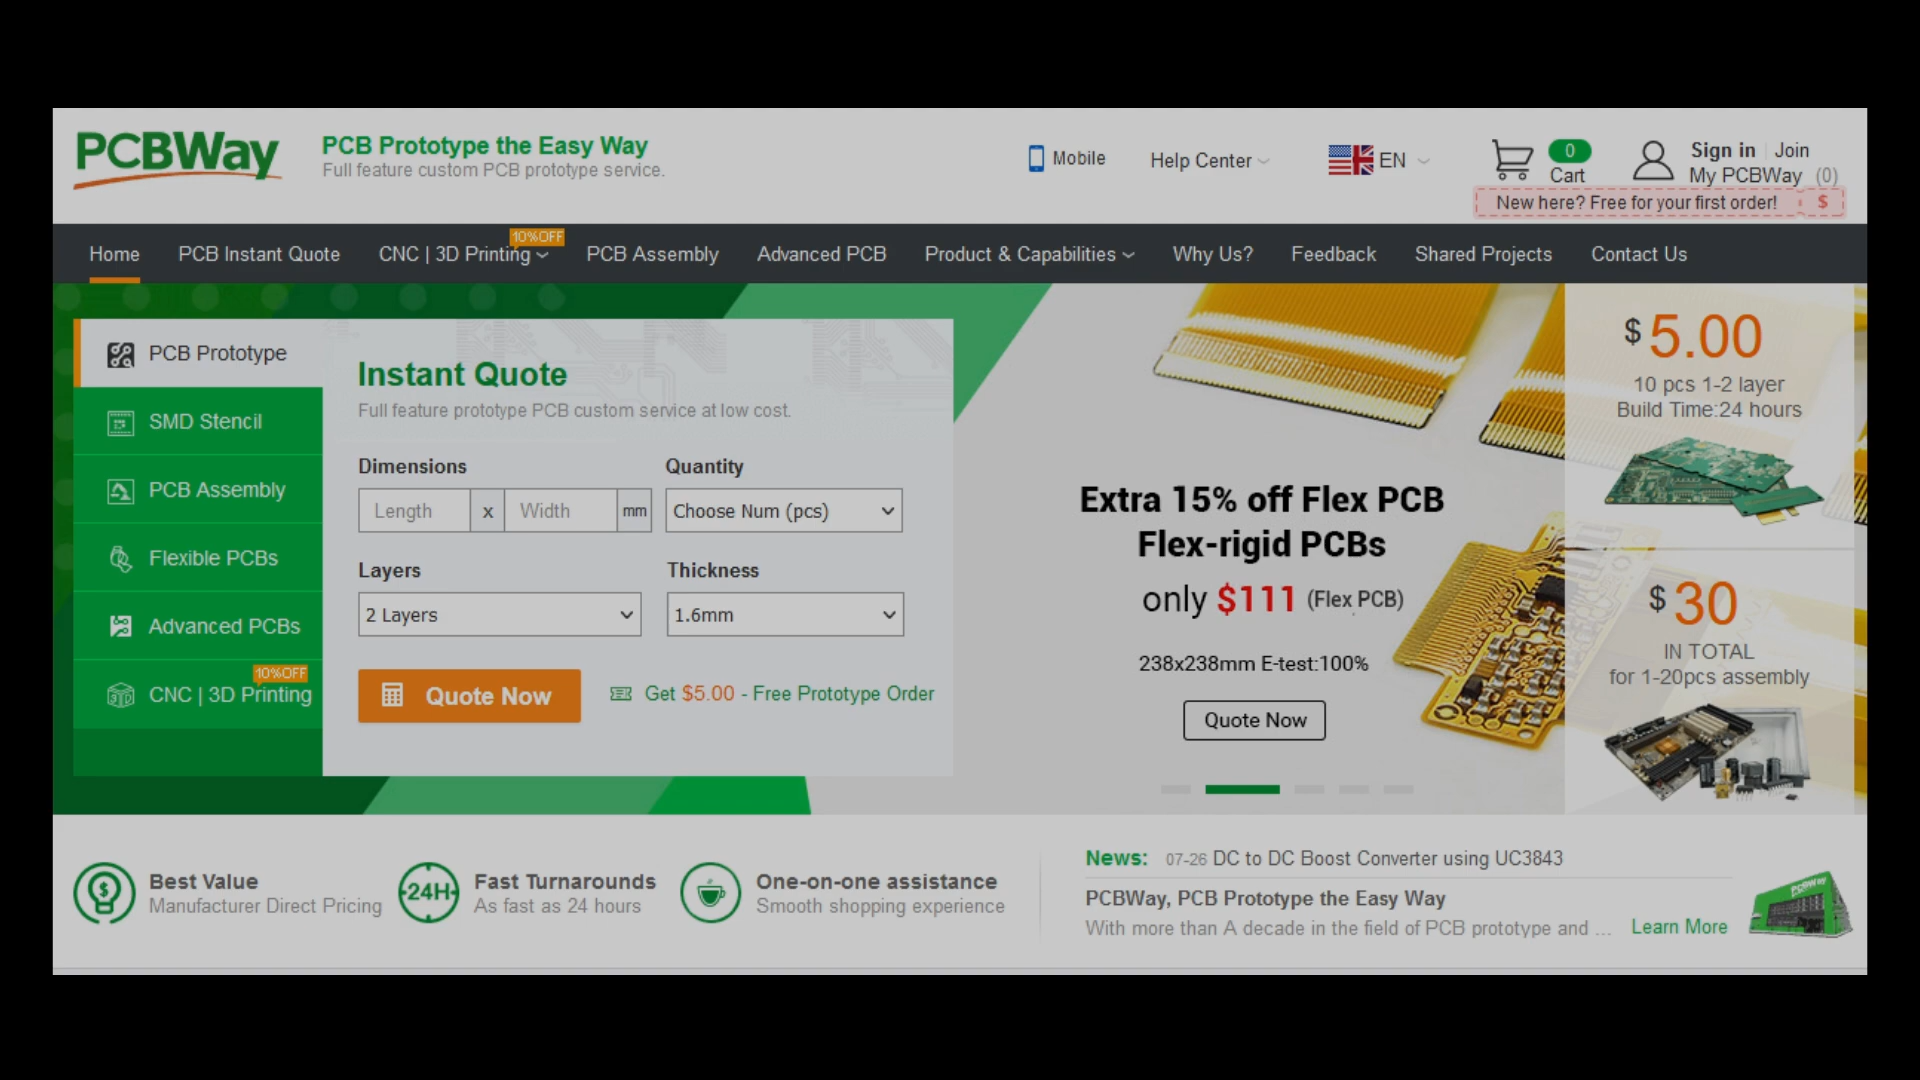 PCBWay
PCB Prototype the Easy Way
Full feature custom PCB prototype service.
Mobile
Help Center
EN
0
Cart
Sign in Join
My PCBWay (0)
New here? Free for your first order! $
10%OFF
Home PCB Instant Quote CNC | 3D Printing PCB Assembly Advanced PCB Product & Capabilities Why Us? Feedback Shared Projects Contact Us
PCB Prototype
SMD Stencil
PCB Assembly
Flexible PCBs
Advanced PCBs
10%OFF
CNC | 3D Printing
Instant Quote
Full feature prototype PCB custom service at low cost.
Dimensions
Quantity
Length x Width mm
Choose Num (pcs)
Layers
Thickness
2 Layers
1.6mm
Quote Now
Get $5.00 - Free Prototype Order
Extra 15% off Flex PCB
Flex-rigid PCBs
only $111 (Flex PCB)
238x238mm E-test:100%
Quote Now
$5.00
10 pcs 1-2 layer
Build Time:24 hours
$30
IN TOTAL
for 1-20pcs assembly
Best Value
Manufacturer Direct Pricing
24H
Fast Turnarounds
As fast as 24 hours
One-on-one assistance
Smooth shopping experience
News: 07-26 DC to DC Boost Converter using UC3843
PCBWay, PCB Prototype the Easy Way
With more than A decade in the field of PCB prototype and ... Learn More
PCBWay